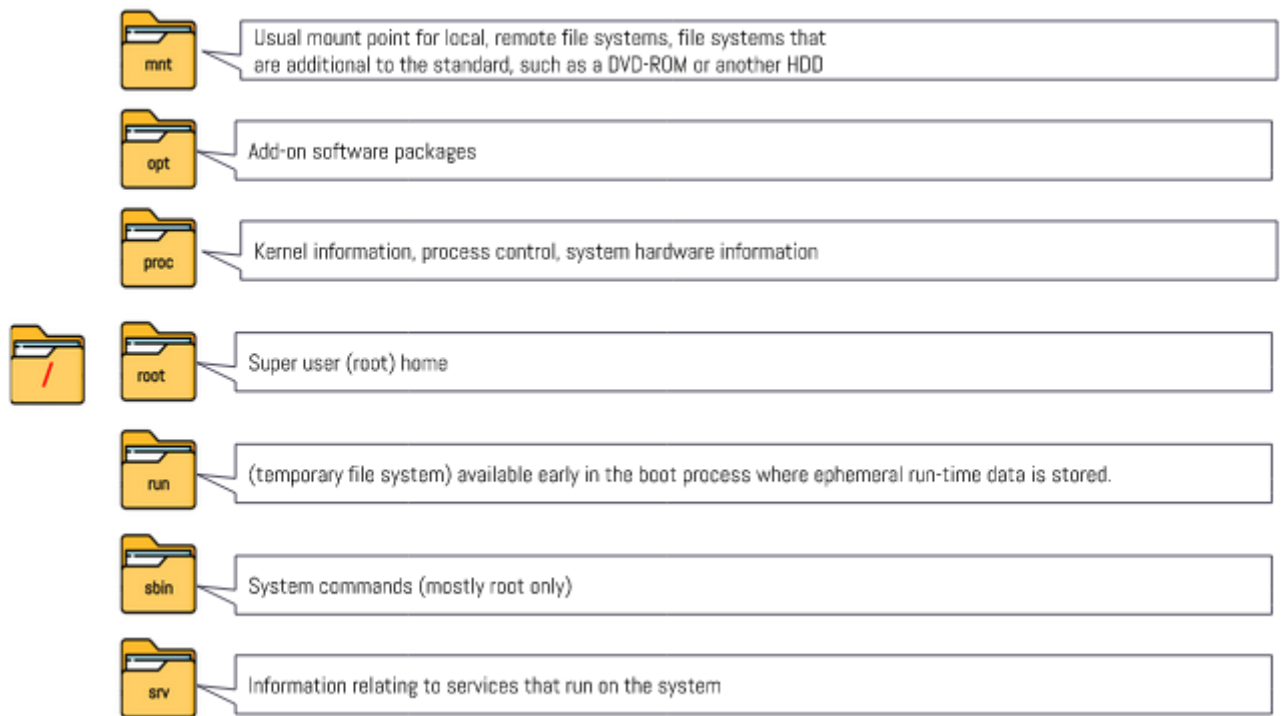 mnt
Usual mount point for local, remote file systems, file systems that
are additional to the standard, such as a DVD-ROM or another HDD
opt
Add-on software packages
proc
Kernel information, process control, system hardware information
/
root
Super user (root) home
run
(temporary file system) available early in the boot process where ephemeral run-time data is stored.
sbin
System commands (mostly root only)
srv
Information relating to services that run on the system